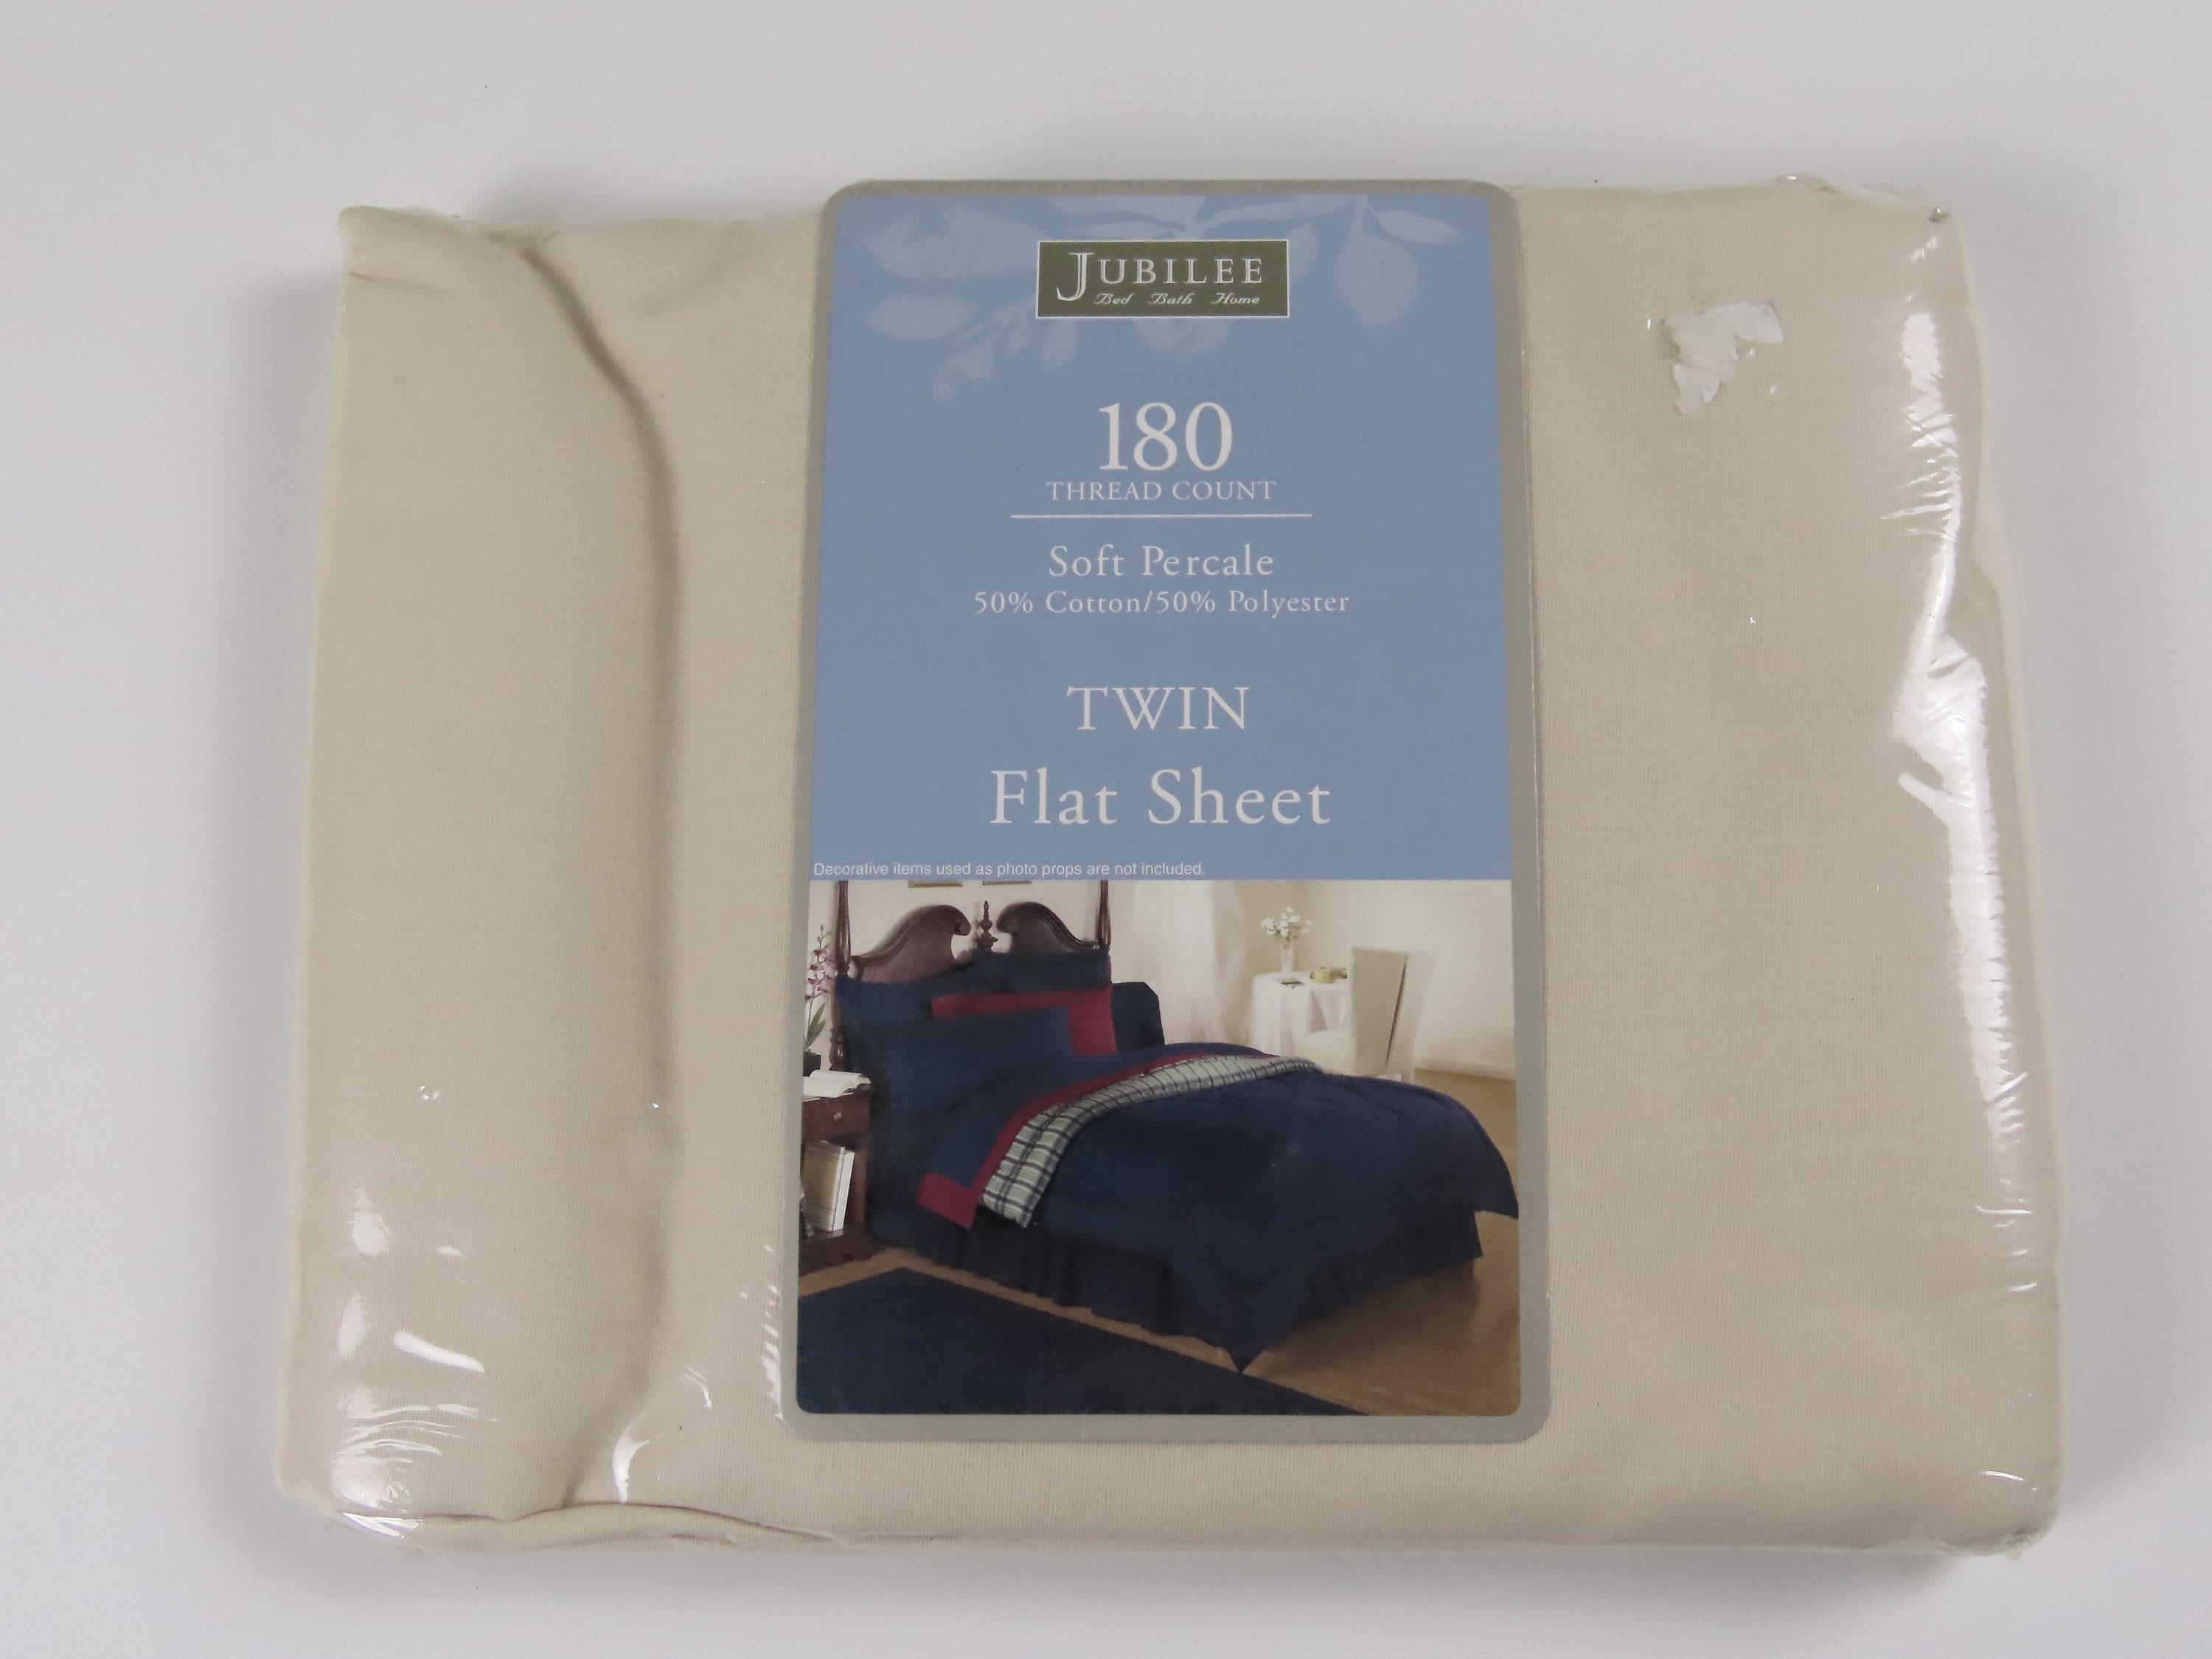 JUBILEE
Bed Bath Home
180
THREAD COUNT
Soft Percale
50% Cotton/50% Polyester
TWIN
Flat Sheet
Decorative items used as photo props are not included.